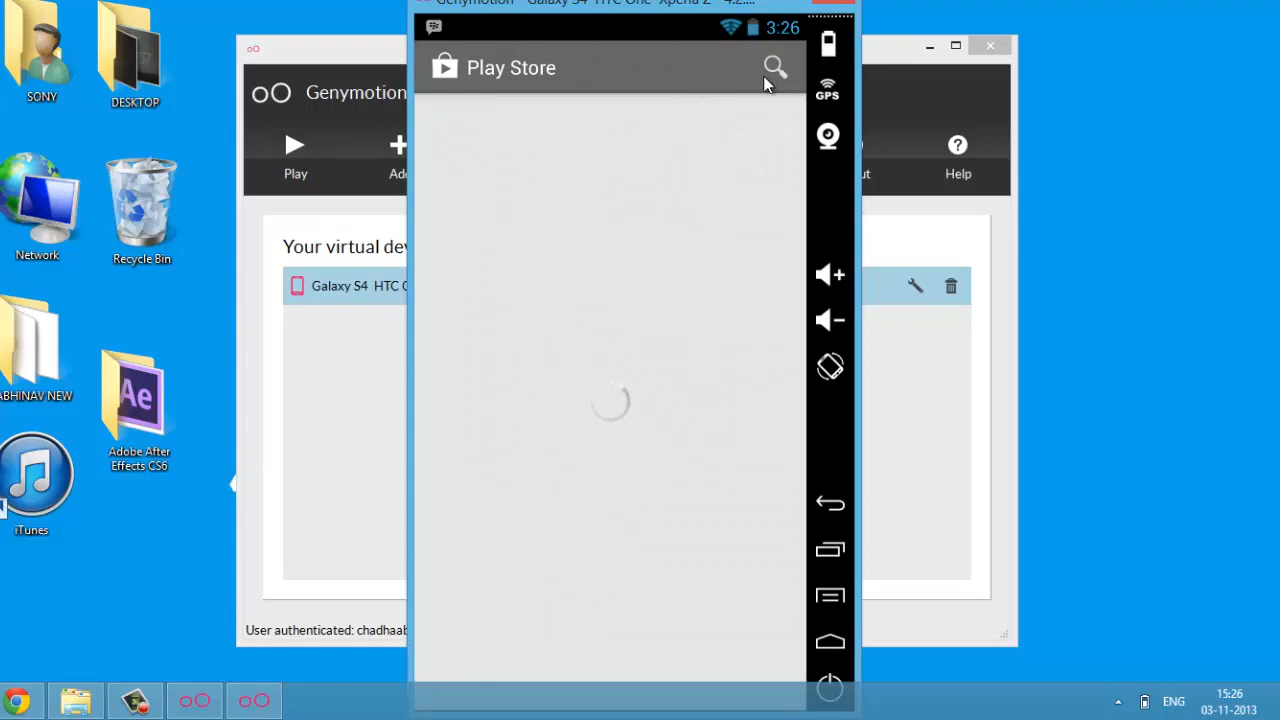 Genymotion - Galaxy S4 HTC One Xperia Z - 4.2....
3:26
Play Store
GPS
SONY
DESKTOP
Network
Recycle Bin
ABHINAV NEW
Adobe After
Effects CS6
iTunes
Genymotion
Play
Add
Help
Your virtual dev
Galaxy S4 HTC O
User authenticated: chadhaab
ENG
15:26
03-11-2013